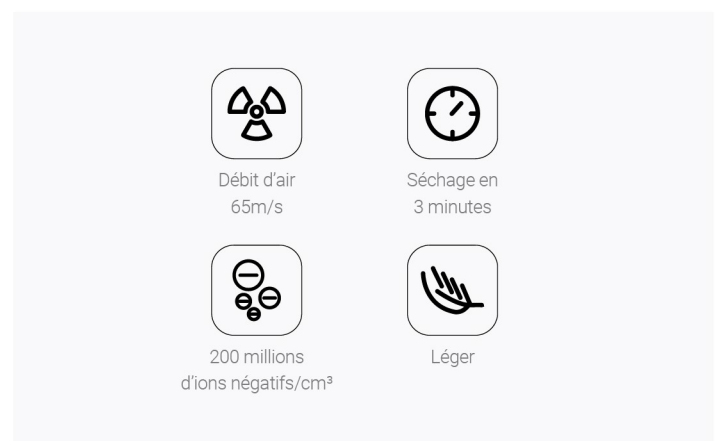 Débit d’air
65m/s
Séchage en
3 minutes
200 millions
d’ions négatifs/cm³
Léger